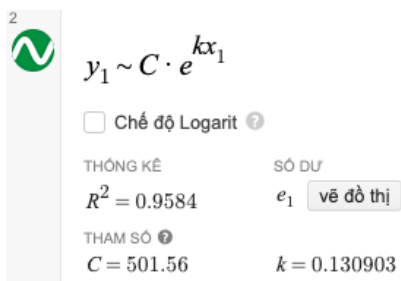 2
y₁ ~ C · e^{kx₁}
Chế độ Logarit ?
THỐNG KÊ SỐ DƯ
R² = 0.9584 e₁ vẽ đồ thị
THAM SỐ ?
C = 501.56 k = 0.130903